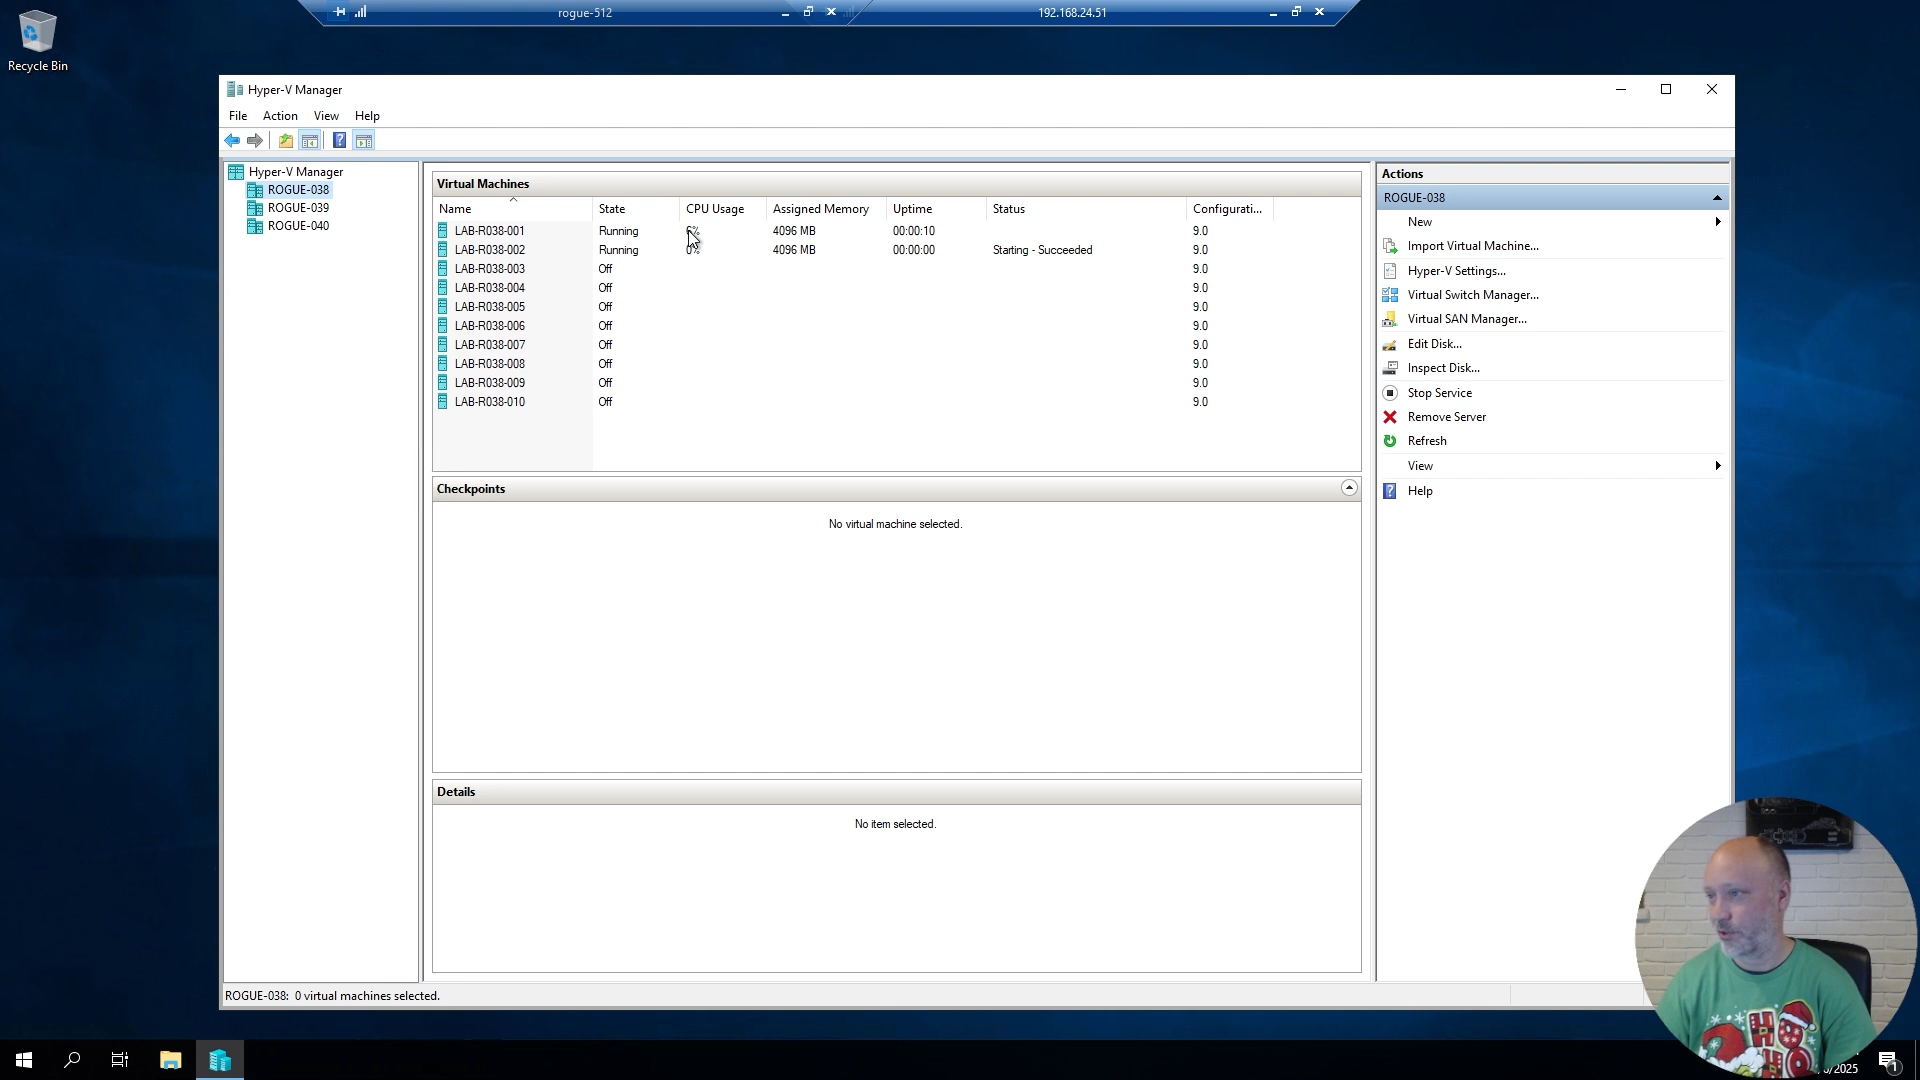 rogue-512
192.168.24.51
Recycle Bin
Hyper-V Manager
File Action View Help
Hyper-V Manager
ROGUE-038
ROGUE-039
ROGUE-040
Virtual Machines
Name State CPU Usage Assigned Memory Uptime Status Configurati...
LAB-R038-001 Running 4096 MB 00:00:10 9.0
LAB-R038-002 Running 0% 4096 MB 00:00:00 Starting - Succeeded 9.0
LAB-R038-003 Off 9.0
LAB-R038-004 Off 9.0
LAB-R038-005 Off 9.0
LAB-R038-006 Off 9.0
LAB-R038-007 Off 9.0
LAB-R038-008 Off 9.0
LAB-R038-009 Off 9.0
LAB-R038-010 Off 9.0
Checkpoints
No virtual machine selected.
Details
No item selected.
Actions
ROGUE-038
New
Import Virtual Machine...
Hyper-V Settings...
Virtual Switch Manager...
Virtual SAN Manager...
Edit Disk...
Inspect Disk...
Stop Service
Remove Server
Refresh
View
Help
ROGUE-038: 0 virtual machines selected.
HO
HO
/2025
1